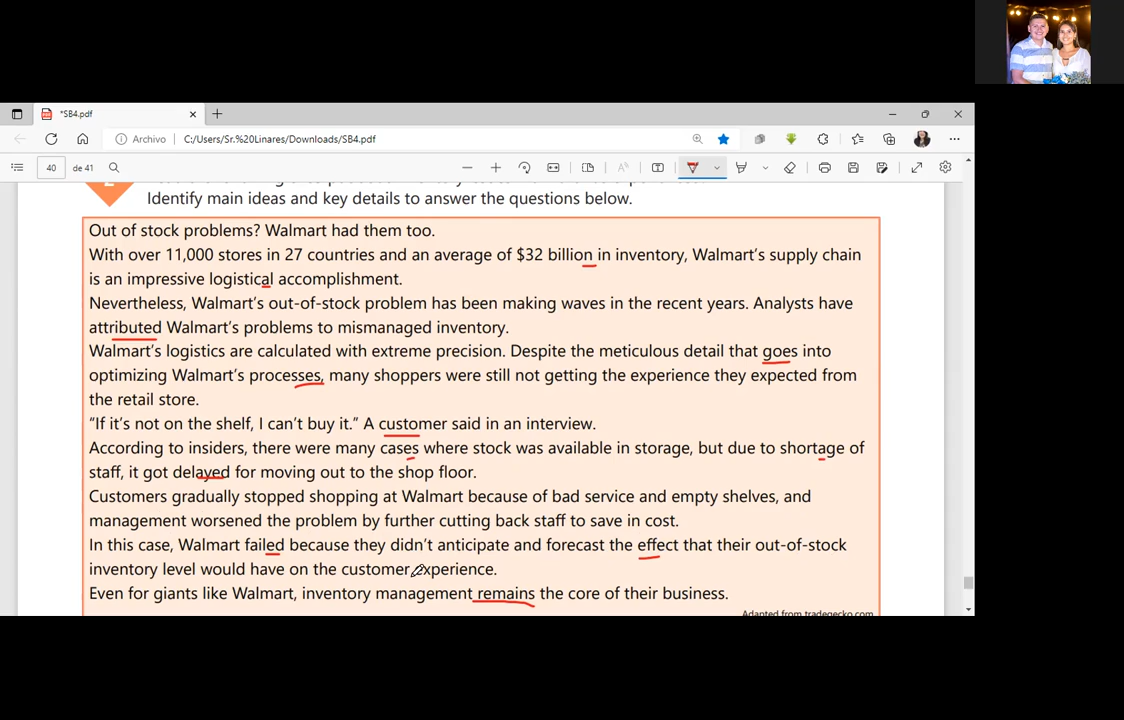 *SB4.pdf
Archivo
C:/Users/Sr.%20Linares/Downloads/SB4.pdf
40 de 41
Identify main ideas and key details to answer the questions below.
Out of stock problems? Walmart had them too.
With over 11,000 stores in 27 countries and an average of $32 billion in inventory, Walmart's supply chain
is an impressive logistical accomplishment.
Nevertheless, Walmart's out-of-stock problem has been making waves in the recent years. Analysts have
attributed Walmart's problems to mismanaged inventory.
Walmart's logistics are calculated with extreme precision. Despite the meticulous detail that goes into
optimizing Walmart's processes, many shoppers were still not getting the experience they expected from
the retail store.
"If it's not on the shelf, I can't buy it." A customer said in an interview.
According to insiders, there were many cases where stock was available in storage, but due to shortage of
staff, it got delayed for moving out to the shop floor.
Customers gradually stopped shopping at Walmart because of bad service and empty shelves, and
management worsened the problem by further cutting back staff to save in cost.
In this case, Walmart failed because they didn't anticipate and forecast the effect that their out-of-stock
inventory level would have on the customer experience.
Even for giants like Walmart, inventory management remains the core of their business.
Adapted from tradegecko.com